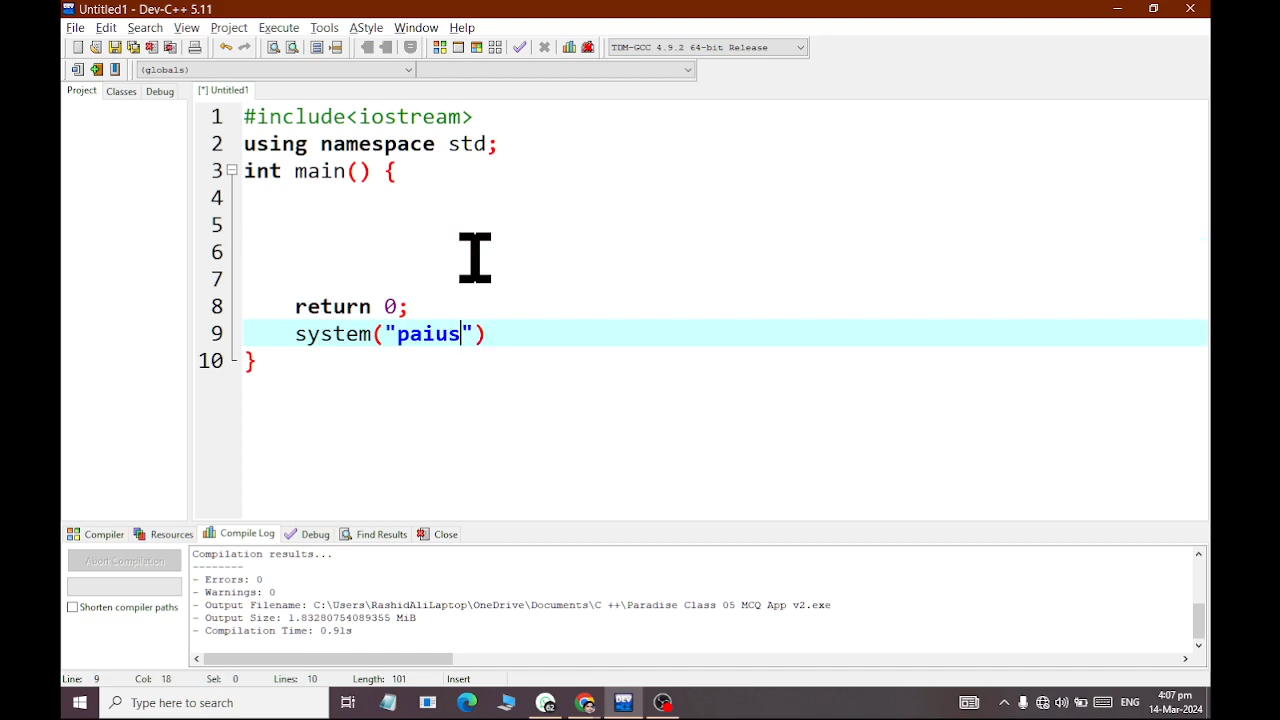 Untitled1 - Dev-C++ 5.11
File Edit Search View Project Execute Tools AStyle Window Help
TDM-GCC 4.9.2 64-bit Release
(globals)
Project Classes Debug [*] Untitled1
1 #include<iostream>
2 using namespace std;
3 int main() {
4
5
6
7
8 return 0;
9 system("paius")
10 }
Compiler Resources Compile Log Debug Find Results Close
Abort Compilation
Shorten compiler paths
Compilation results...
--------
- Errors: 0
- Warnings: 0
- Output Filename: C:\Users\RashidAliLaptop\OneDrive\Documents\C ++\Paradise Class 05 MCQ App v2.exe
- Output Size: 1.83280754089355 MiB
- Compilation Time: 0.91s
Line: 9 Col: 18 Sel: 0 Lines: 10 Length: 101 Insert
Type here to search
DEV
ENG
4:07 pm
14-Mar-2024